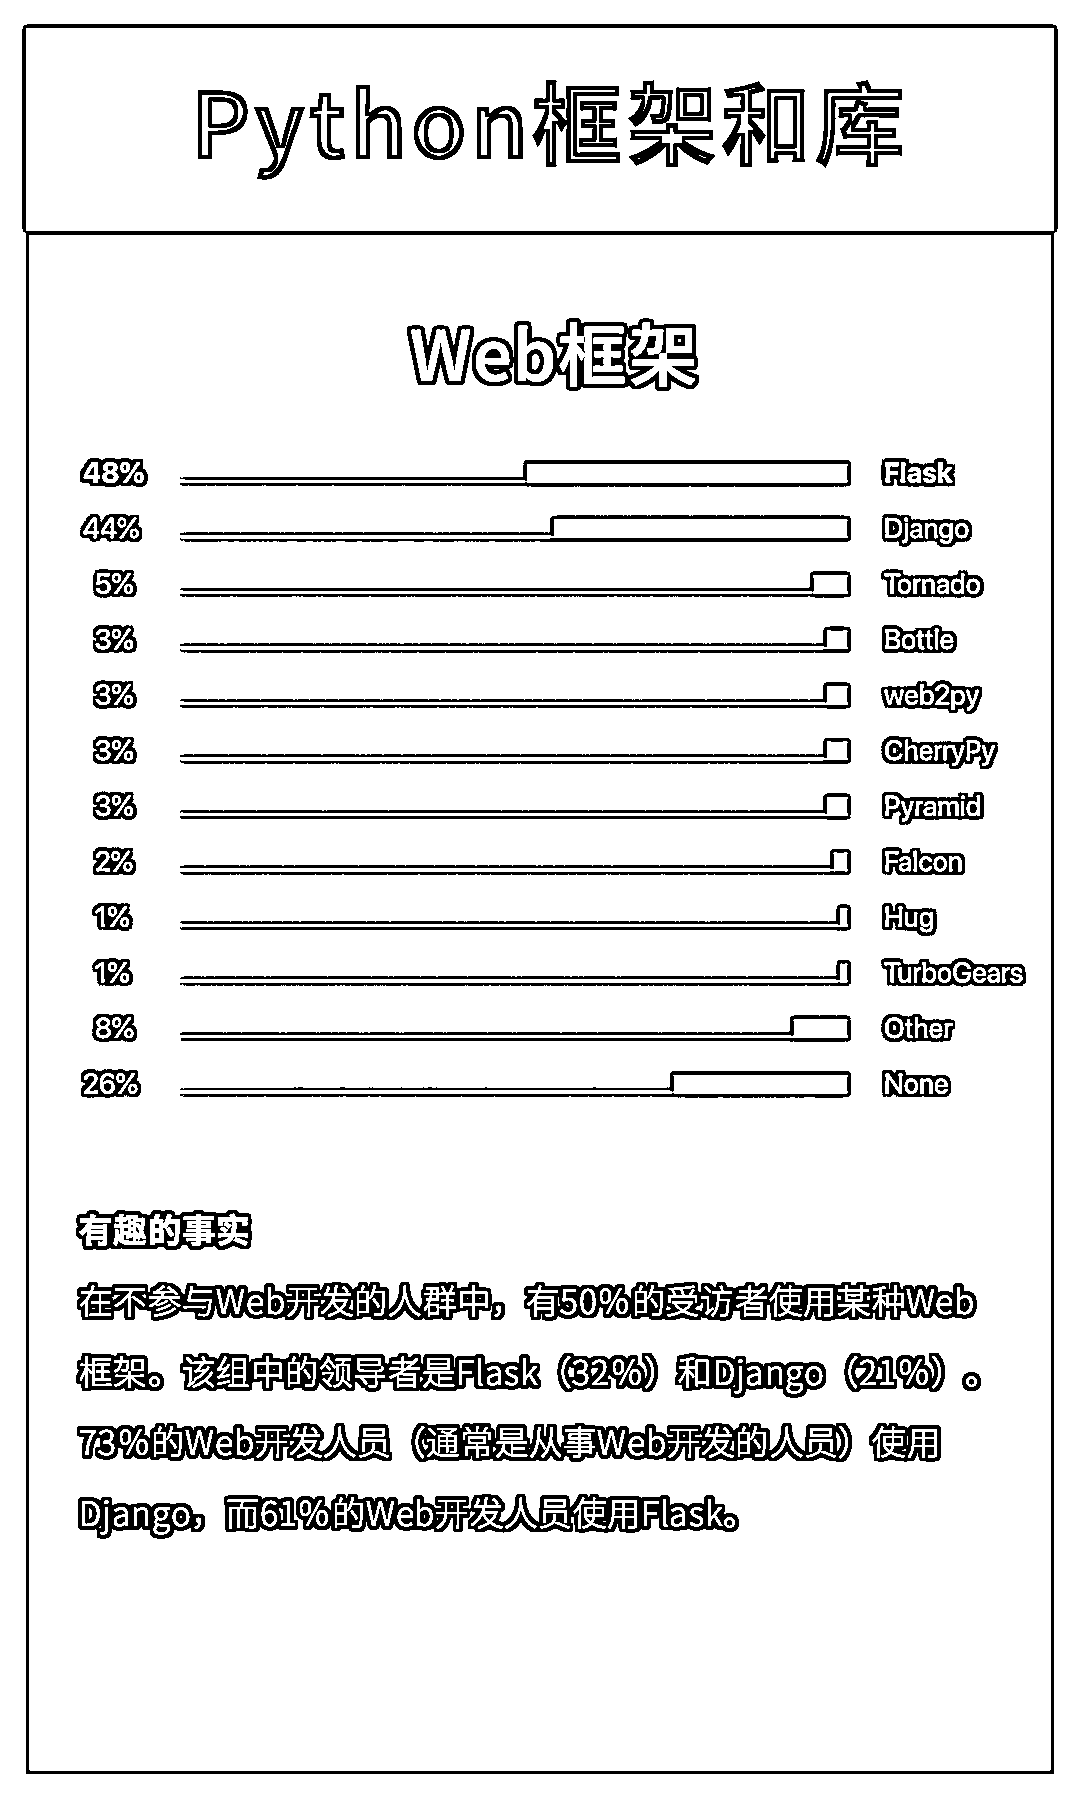 Python框架和库
Web框架
48% Flask
44% Django
5% Tornado
3% Bottle
3% web2py
3% CherryPy
3% Pyramid
2% Falcon
1% Hug
1% TurboGears
8% Other
26% None
有趣的事实
在不参与Web开发的人群中，有50%的受访者使用某种Web
框架。该组中的领导者是Flask（32%）和Django（21%）。
73%的Web开发人员（通常是从事Web开发的人员）使用
Django，而61%的Web开发人员使用Flask。